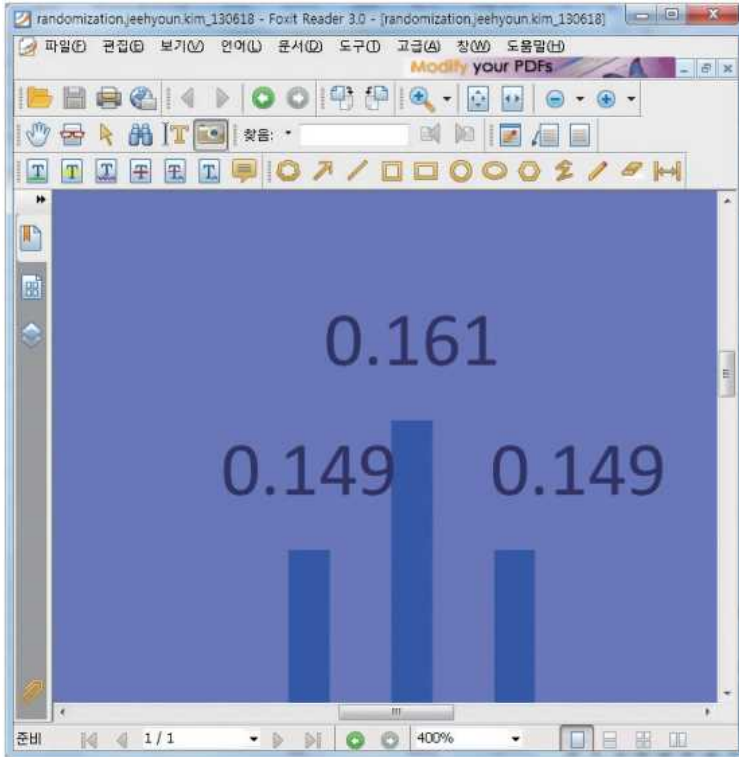 randomization,jeehyoun.kim_130618 - Foxit Reader 3.0 - [randomization,jeehyoun.kim_130618]
파일(F) 편집(E) 보기(V) 언어(L) 문서(D) 도구(T) 고급(A) 창(W) 도움말(H)
Modify your PDFs
찾음:
0.161
0.149 0.149
준비 1 / 1 400%